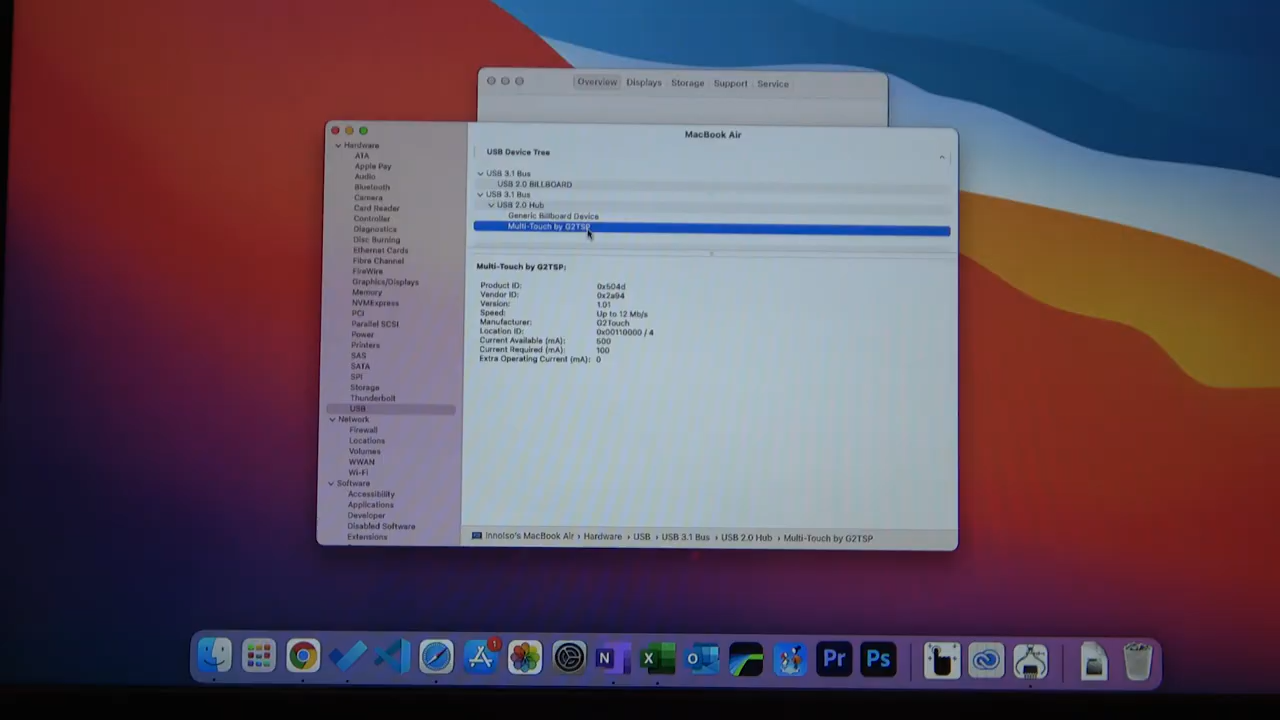 Overview Displays Storage Support Service
MacBook Air
Hardware
ATA
Apple Pay
Audio
Bluetooth
Camera
Card Reader
Controller
Diagnostics
Disc Burning
Ethernet Cards
Fibre Channel
FireWire
Graphics/Displays
Memory
NVMExpress
PCI
Parallel SCSI
Power
Printers
SAS
SATA
SPI
Storage
Thunderbolt
USB
Network
Firewall
Locations
Volumes
WWAN
Wi-Fi
Software
Accessibility
Applications
Developer
Disabled Software
Extensions
USB Device Tree
USB 3.1 Bus
USB 2.0 BILLBOARD
USB 3.1 Bus
USB 2.0 Hub
Generic Billboard Device
Multi-Touch by G2TSP
Multi-Touch by G2TSP:
Product ID: 0x504d
Vendor ID: 0x2a94
Version: 1.01
Speed: Up to 12 Mb/s
Manufacturer: G2Touch
Location ID: 0x00110000 / 4
Current Available (mA): 500
Current Required (mA): 100
Extra Operating Current (mA): 0
Innolso's MacBook Air › Hardware › USB › USB 3.1 Bus › USB 2.0 Hub › Multi-Touch by G2TSP
1
N X O Pr Ps